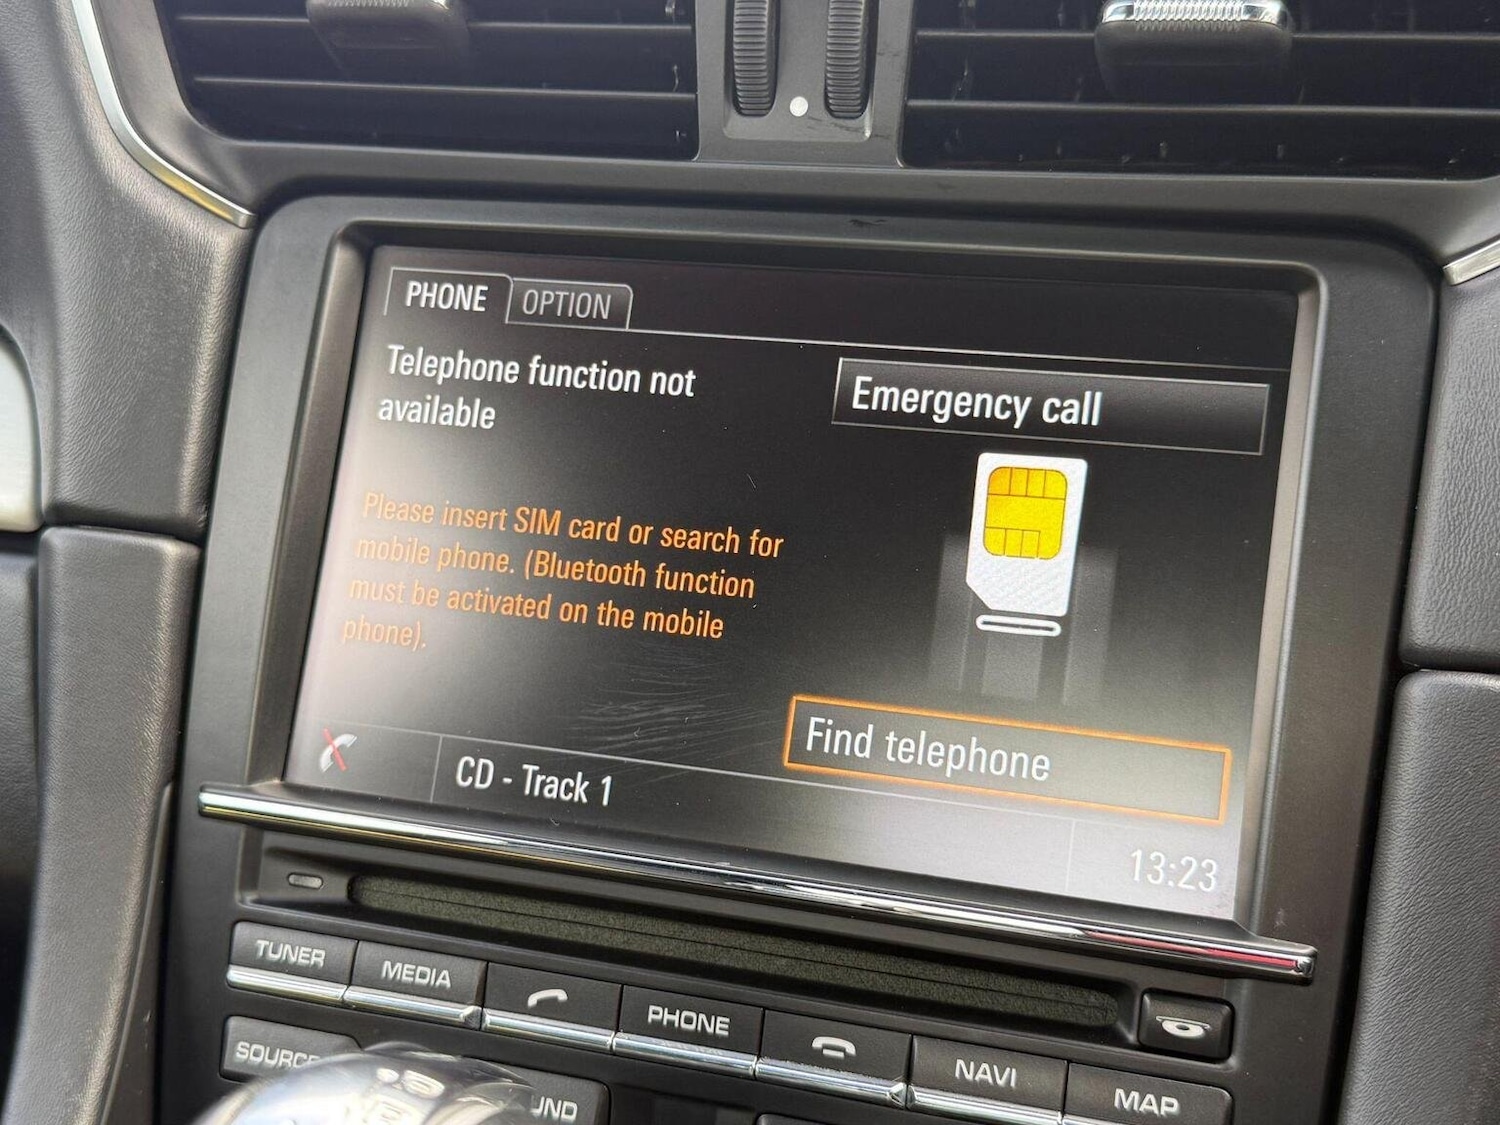 PHONE OPTION
Telephone function not
available
Emergency call
Please insert SIM card or search for
mobile phone. (Bluetooth function
must be activated on the mobile
phone).
Find telephone
CD - Track 1
13:23
TUNER MEDIA PHONE NAVI MAP
SOURCE